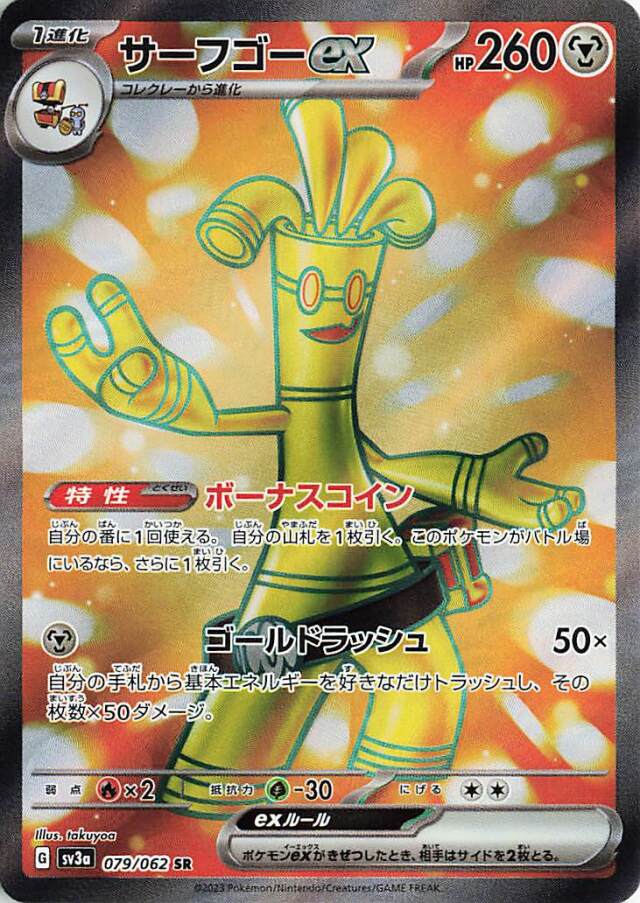 1進化
サーフゴーex
HP260
コレクレーから進化
特性 とくせい ボーナスコイン
自分の番に1回使える。自分の山札を1枚引く。このポケモンがバトル場
にいるなら、さらに1枚引く。
ゴールドラッシュ 50×
自分の手札から基本エネルギーを好きなだけトラッシュし、その
枚数×50ダメージ。
弱点 ×2 抵抗力 -30 にげる
Illus. takuyoa
exルール
ポケモンexがきぜつしたとき、相手はサイドを2枚とる。
G sv3a 079/062 SR
©2023 Pokémon/Nintendo/Creatures/GAME FREAK.